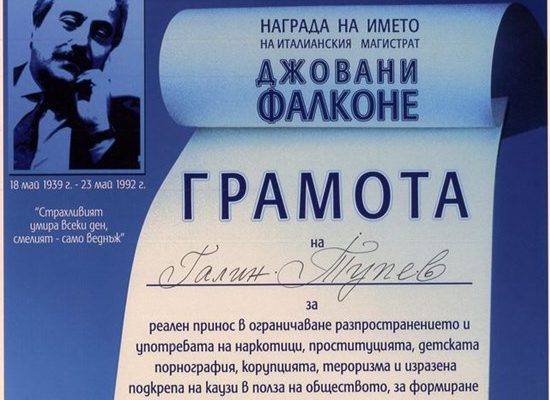 НАГРАДА НА ИМЕТО
НА ИТАЛИАНСКИЯ МАГИСТРАТ
ДЖОВАНИ
ФАЛКОНЕ
18 май 1939 г. - 23 май 1992 г.
"Страхливият
умира всеки ден,
смелият - само веднъж"
ГРАМОТА
на
Галин Тупев
за
реален принос в ограничаване разпространението и
употребата на наркотици, проституцията, детската
порнография, корупцията, тероризма и изразена
подкрепа на каузи в полза на обществото, за формиране